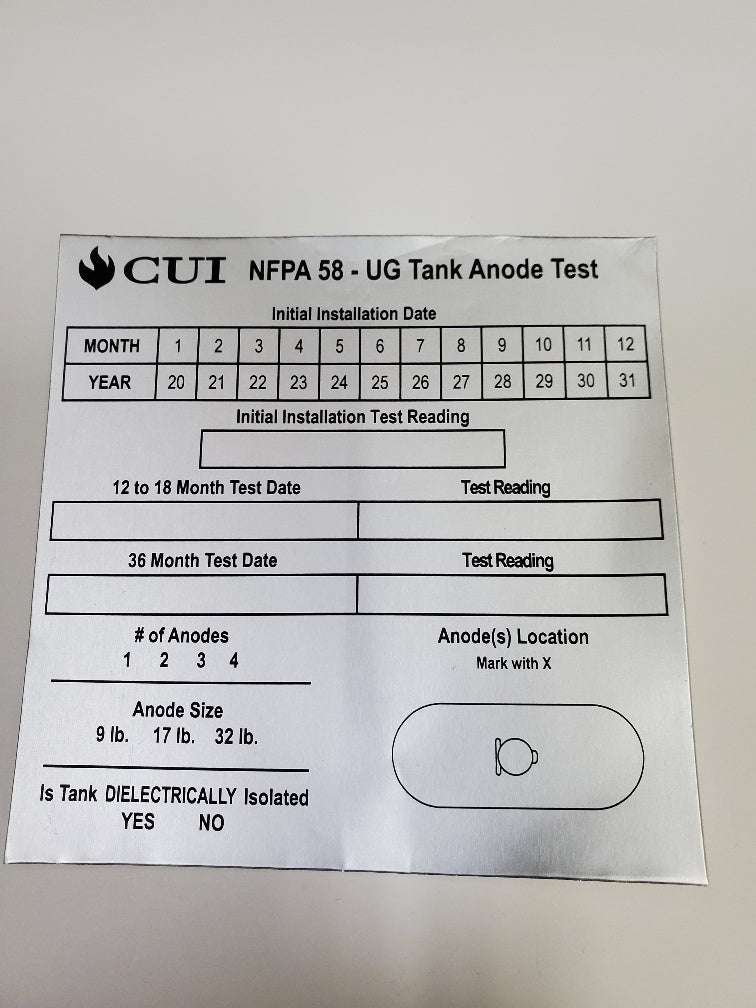 CUI NFPA 58 - UG Tank Anode Test
Initial Installation Date
MONTH 1 2 3 4 5 6 7 8 9 10 11 12
YEAR 20 21 22 23 24 25 26 27 28 29 30 31
Initial Installation Test Reading
12 to 18 Month Test Date Test Reading
36 Month Test Date Test Reading
# of Anodes
1 2 3 4
Anode Size
9 lb. 17 lb. 32 lb.
Is Tank DIELECTRICALLY Isolated
YES NO
Anode(s) Location
Mark with X